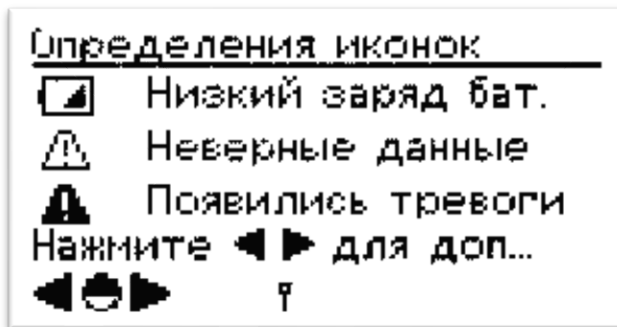 Определения иконок
Низкий заряд бат.
Неверные данные
Появились тревоги
Нажмите ◀ ▶ для доп...